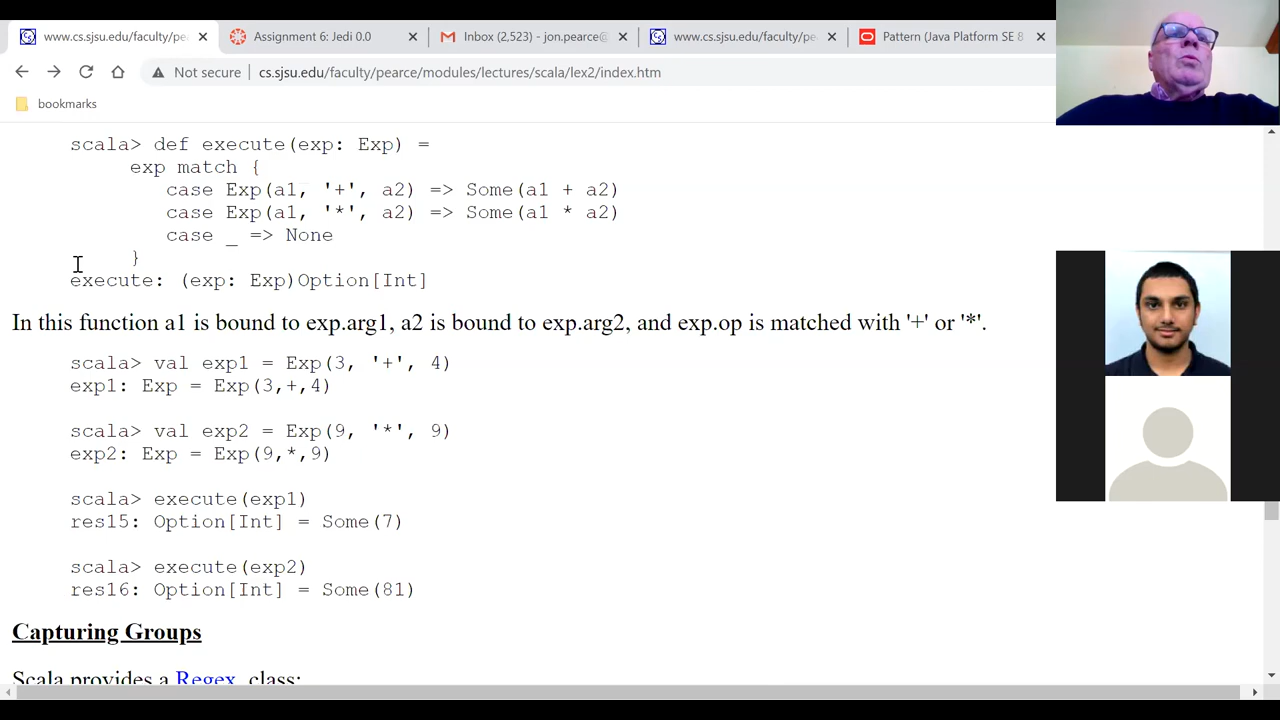 www.cs.sjsu.edu/faculty/pe
Assignment 6: Jedi 0.0
Inbox (2,523) - jon.pearce@
www.cs.sjsu.edu/faculty/pe
Pattern (Java Platform SE 8
Not secure
cs.sjsu.edu/faculty/pearce/modules/lectures/scala/lex2/index.htm
bookmarks
scala> def execute(exp: Exp) =
exp match {
case Exp(a1, '+', a2) => Some(a1 + a2)
case Exp(a1, '*', a2) => Some(a1 * a2)
case _ => None
}
execute: (exp: Exp)Option[Int]
In this function a1 is bound to exp.arg1, a2 is bound to exp.arg2, and exp.op is matched with '+' or '*'.
scala> val exp1 = Exp(3, '+', 4)
exp1: Exp = Exp(3,+,4)
scala> val exp2 = Exp(9, '*', 9)
exp2: Exp = Exp(9,*,9)
scala> execute(exp1)
res15: Option[Int] = Some(7)
scala> execute(exp2)
res16: Option[Int] = Some(81)
Capturing Groups
Scala provides a Regex class: